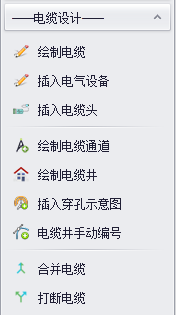 ——电缆设计——
绘制电缆
插入电气设备
插入电缆头
绘制电缆通道
绘制电缆井
插入穿孔示意图
电缆井手动编号
合并电缆
打断电缆